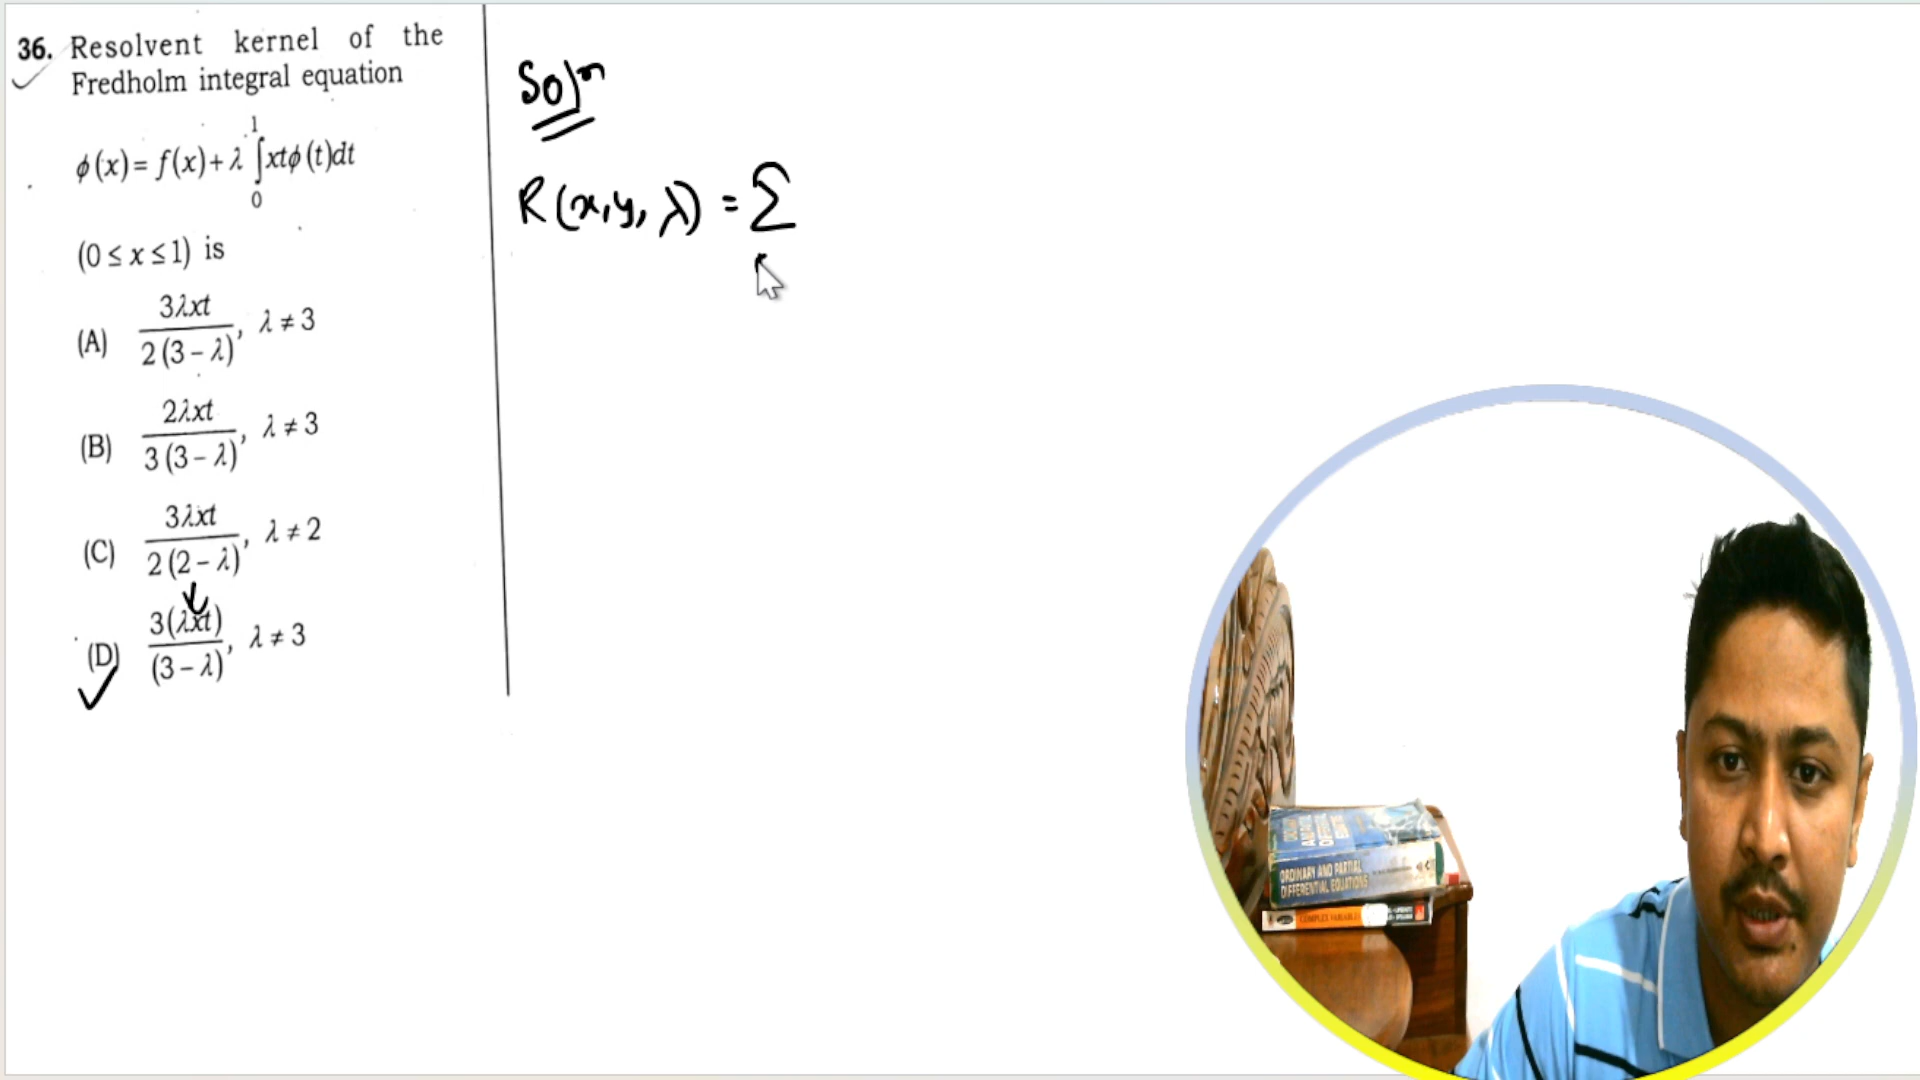 36. Resolvent kernel of the
Fredholm integral equation
ϕ(x) = f(x) + λ ∫₀¹ xtϕ(t)dt
(0 ≤ x ≤ 1) is
(A) 3λxt / 2(3 − λ), λ ≠ 3
(B) 2λxt / 3(3 − λ), λ ≠ 3
(C) 3λxt / 2(2 − λ), λ ≠ 2
(D) 3(λxt) / (3 − λ), λ ≠ 3
Soln
R(x,y, λ) = Σ
ORDINARY AND PARTIAL
DIFFERENTIAL EQUATIONS
COMPLEX VARIABLES